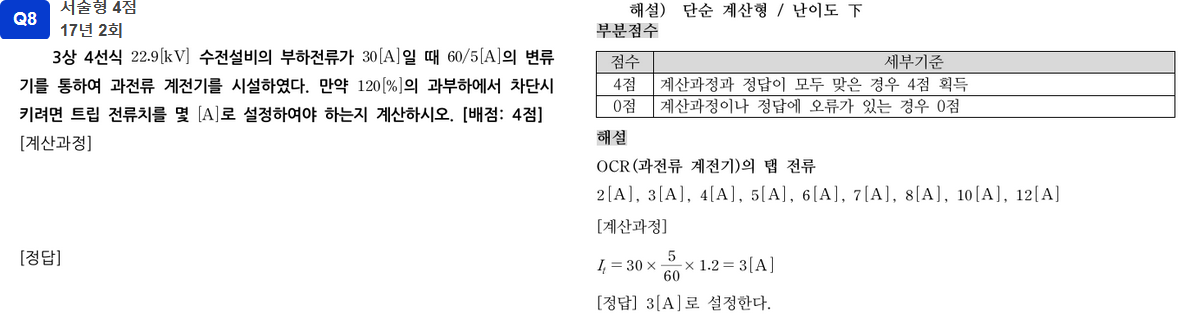 Q8
서술형 4점
17년 2회
3상 4선식 22.9[kV] 수전설비의 부하전류가 30[A]일 때 60/5[A]의 변류
기를 통하여 과전류 계전기를 시설하였다. 만약 120[%]의 과부하에서 차단시
키려면 트립 전류치를 몇 [A]로 설정하여야 하는지 계산하시오. [배점: 4점]
[계산과정]
[정답]
해설) 단순 계산형 / 난이도 下
부분점수
점수 세부기준
4점 계산과정과 정답이 모두 맞은 경우 4점 획득
0점 계산과정이나 정답에 오류가 있는 경우 0점
해설
OCR(과전류 계전기)의 탭 전류
2[A], 3[A], 4[A], 5[A], 6[A], 7[A], 8[A], 10[A], 12[A]
[계산과정]
I_t = 30 × 5/60 × 1.2 = 3[A]
[정답] 3[A]로 설정한다.